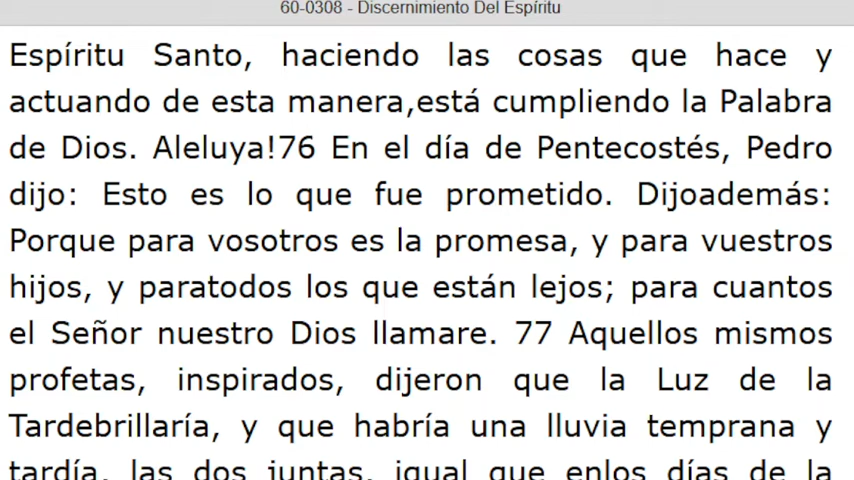 60-0308 - Discernimiento Del Espíritu
Espíritu Santo, haciendo las cosas que hace y
actuando de esta manera,está cumpliendo la Palabra
de Dios. Aleluya!76 En el día de Pentecostés, Pedro
dijo: Esto es lo que fue prometido. Dijoademás:
Porque para vosotros es la promesa, y para vuestros
hijos, y paratodos los que están lejos; para cuantos
el Señor nuestro Dios llamare. 77 Aquellos mismos
profetas, inspirados, dijeron que la Luz de la
Tardebrillaría, y que habría una lluvia temprana y
tardía, las dos juntas, igual que enlos días de la